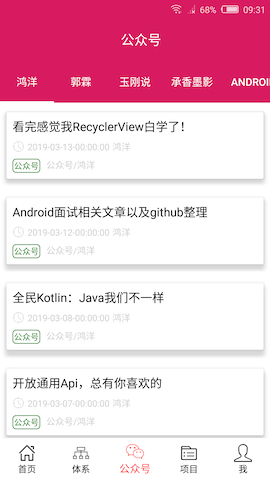 68% 09:31
公众号
鸿洋 郭霖 玉刚说 承香墨影 ANDROI
看完感觉我RecyclerView白学了！
2019-03-13-00:00:00 鸿洋
公众号 公众号/鸿洋
Android面试相关文章以及github整理
2019-03-12-00:00:00 鸿洋
公众号 公众号/鸿洋
全民Kotlin：Java我们不一样
2019-03-08-00:00:00 鸿洋
公众号 公众号/鸿洋
开放通用Api，总有你喜欢的
2019-03-07-00:00:00 鸿洋
公众号 公众号/鸿洋
首页 体系 公众号 项目 我